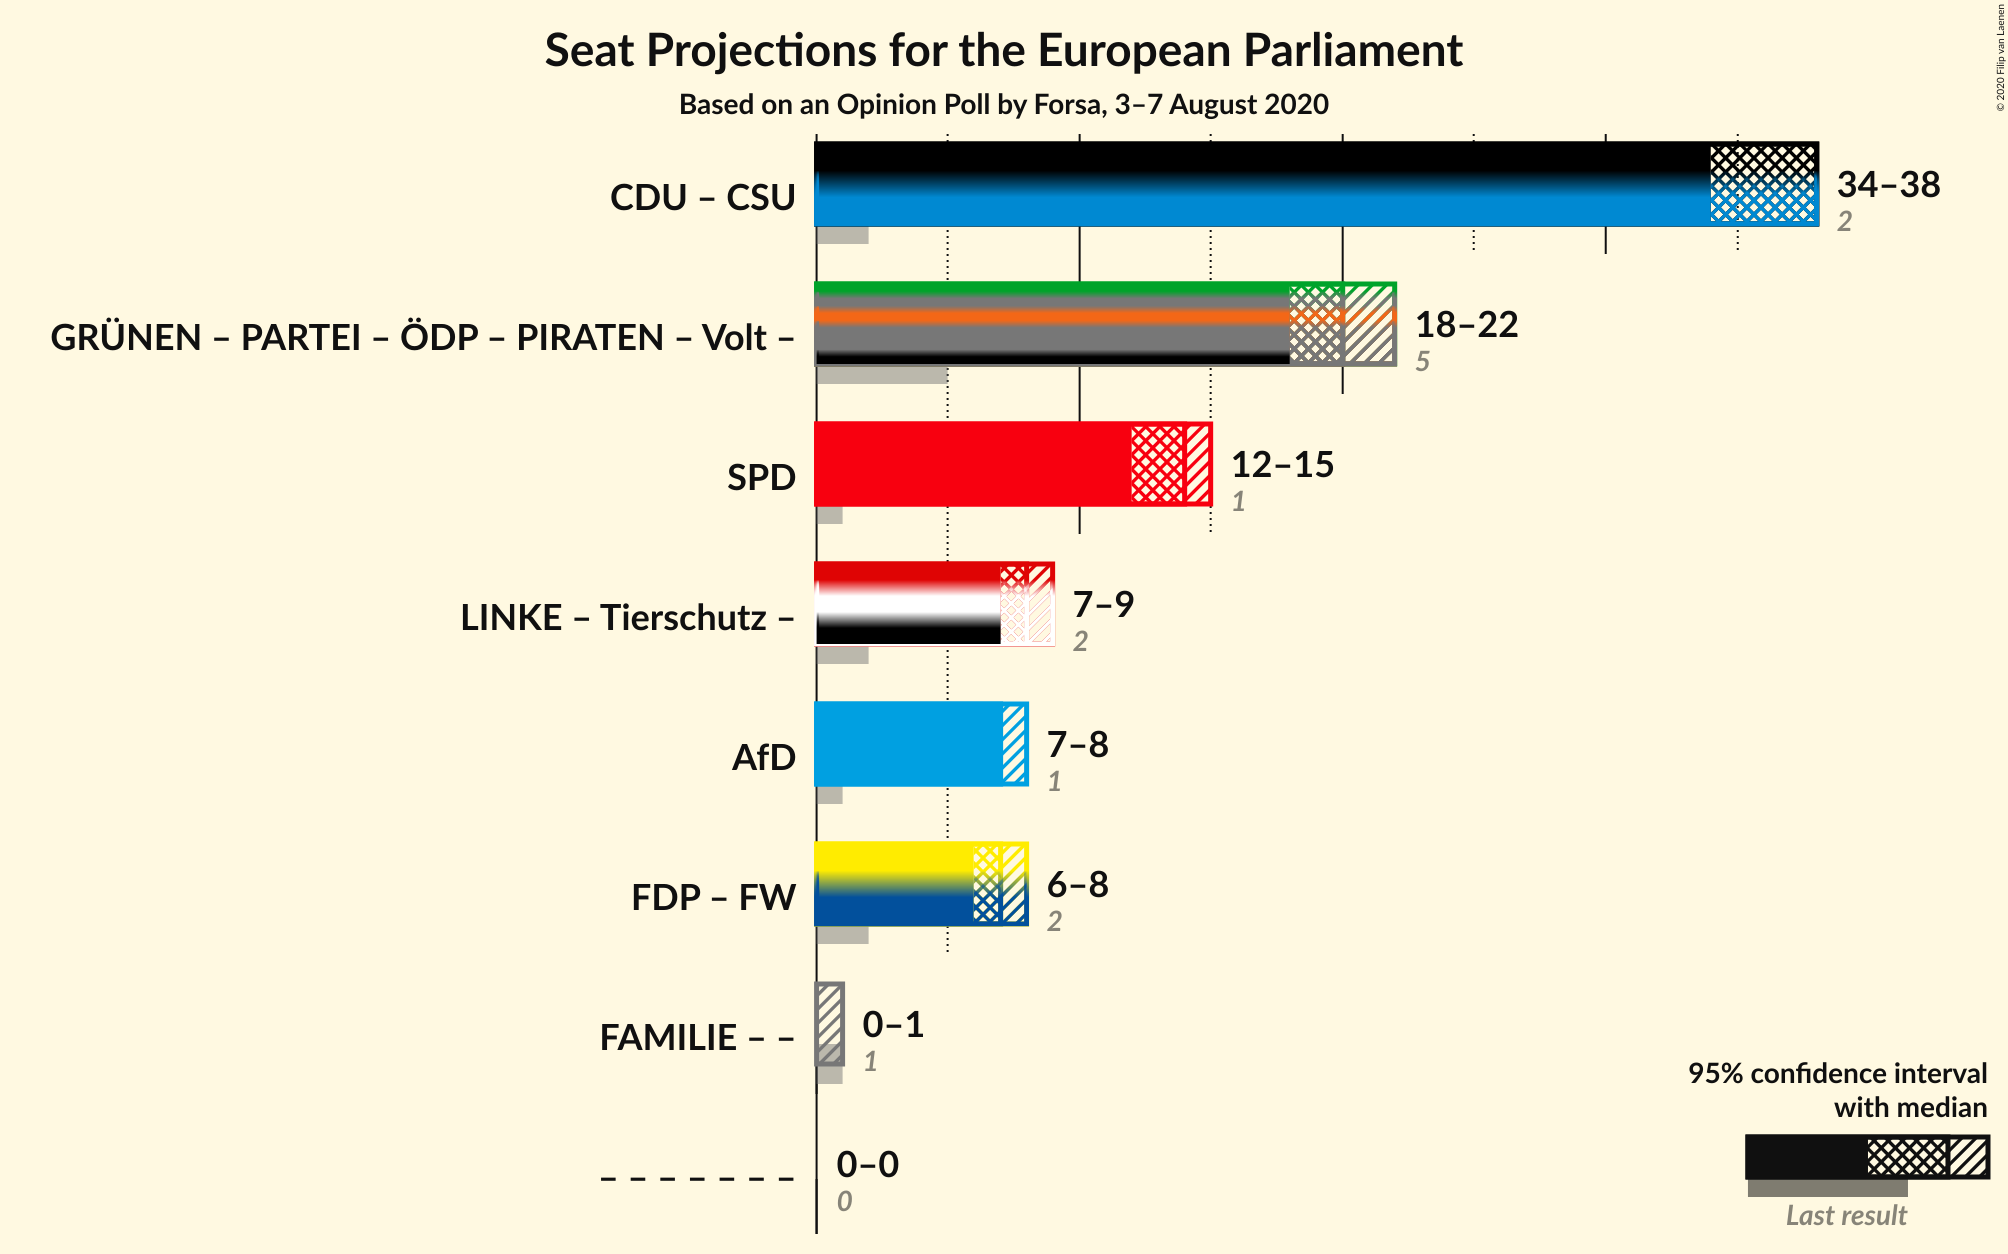 Seat Projections for the European Parliament
Based on an Opinion Poll by Forsa, 3–7 August 2020
© 2020 Filip van Laenen
CDU – CSU
34–38
2
GRÜNEN – PARTEI – ÖDP – PIRATEN – Volt –
18–22
5
SPD
12–15
1
LINKE – Tierschutz –
7–9
2
AfD
7–8
1
FDP – FW
6–8
2
FAMILIE – –
0–1
1
– – – – – – –
0–0
0
95% confidence interval
with median
Last result